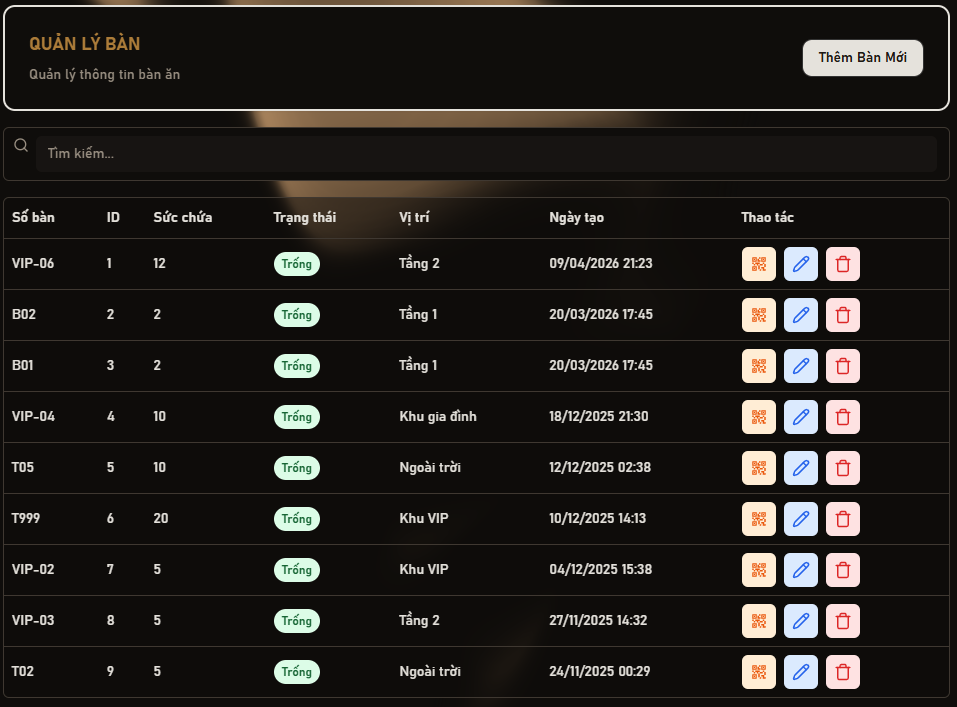 QUẢN LÝ BÀN
Quản lý thông tin bàn ăn
Thêm Bàn Mới
Tìm kiếm...
Số bàn ID Sức chứa Trạng thái Vị trí Ngày tạo Thao tác
VIP-06 1 12 Trống Tầng 2 09/04/2026 21:23
B02 2 2 Trống Tầng 1 20/03/2026 17:45
B01 3 2 Trống Tầng 1 20/03/2026 17:45
VIP-04 4 10 Trống Khu gia đình 18/12/2025 21:30
T05 5 10 Trống Ngoài trời 12/12/2025 02:38
T999 6 20 Trống Khu VIP 10/12/2025 14:13
VIP-02 7 5 Trống Khu VIP 04/12/2025 15:38
VIP-03 8 5 Trống Tầng 2 27/11/2025 14:32
T02 9 5 Trống Ngoài trời 24/11/2025 00:29